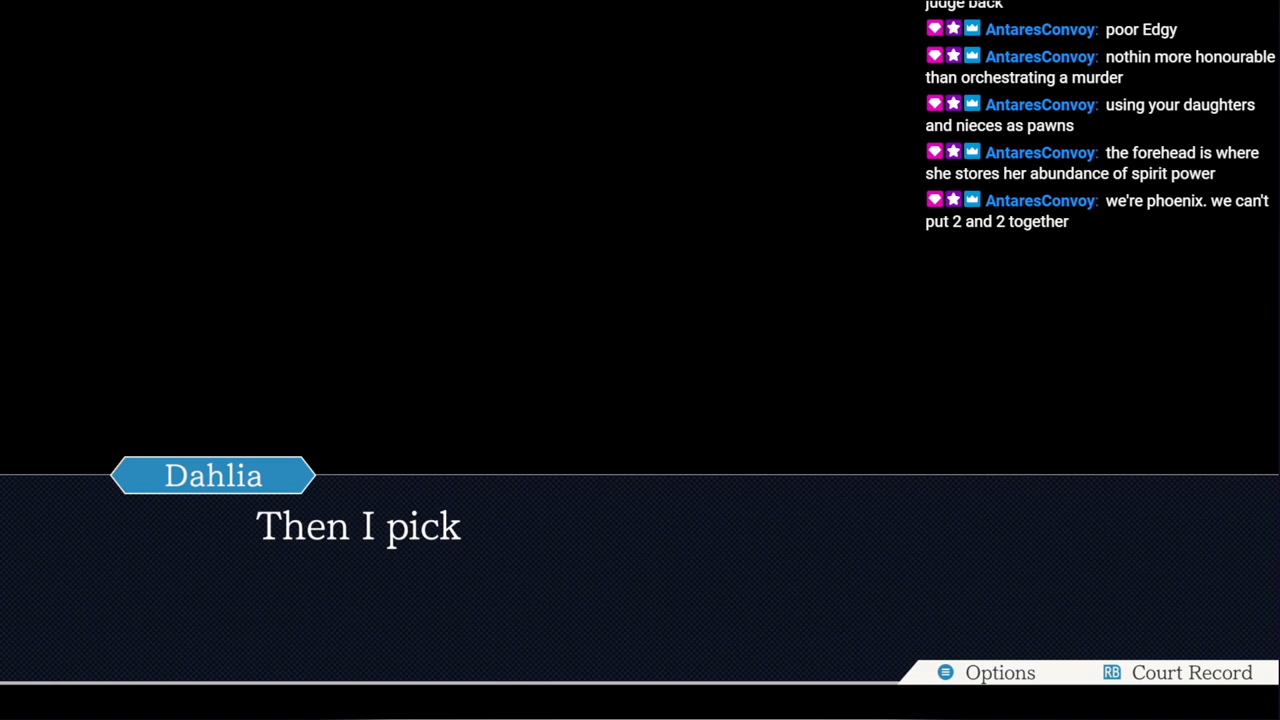 judge back
AntaresConvoy: poor Edgy
AntaresConvoy: nothin more honourable
than orchestrating a murder
AntaresConvoy: using your daughters
and nieces as pawns
AntaresConvoy: the forehead is where
she stores her abundance of spirit power
AntaresConvoy: we're phoenix. we can't
put 2 and 2 together
Dahlia
Then I pick
Options
RB Court Record